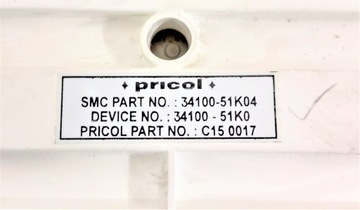 pricol
SMC PART NO. : 34100-51K04
DEVICE NO. : 34100 - 51K0
PRICOL PART NO. : C15 0017